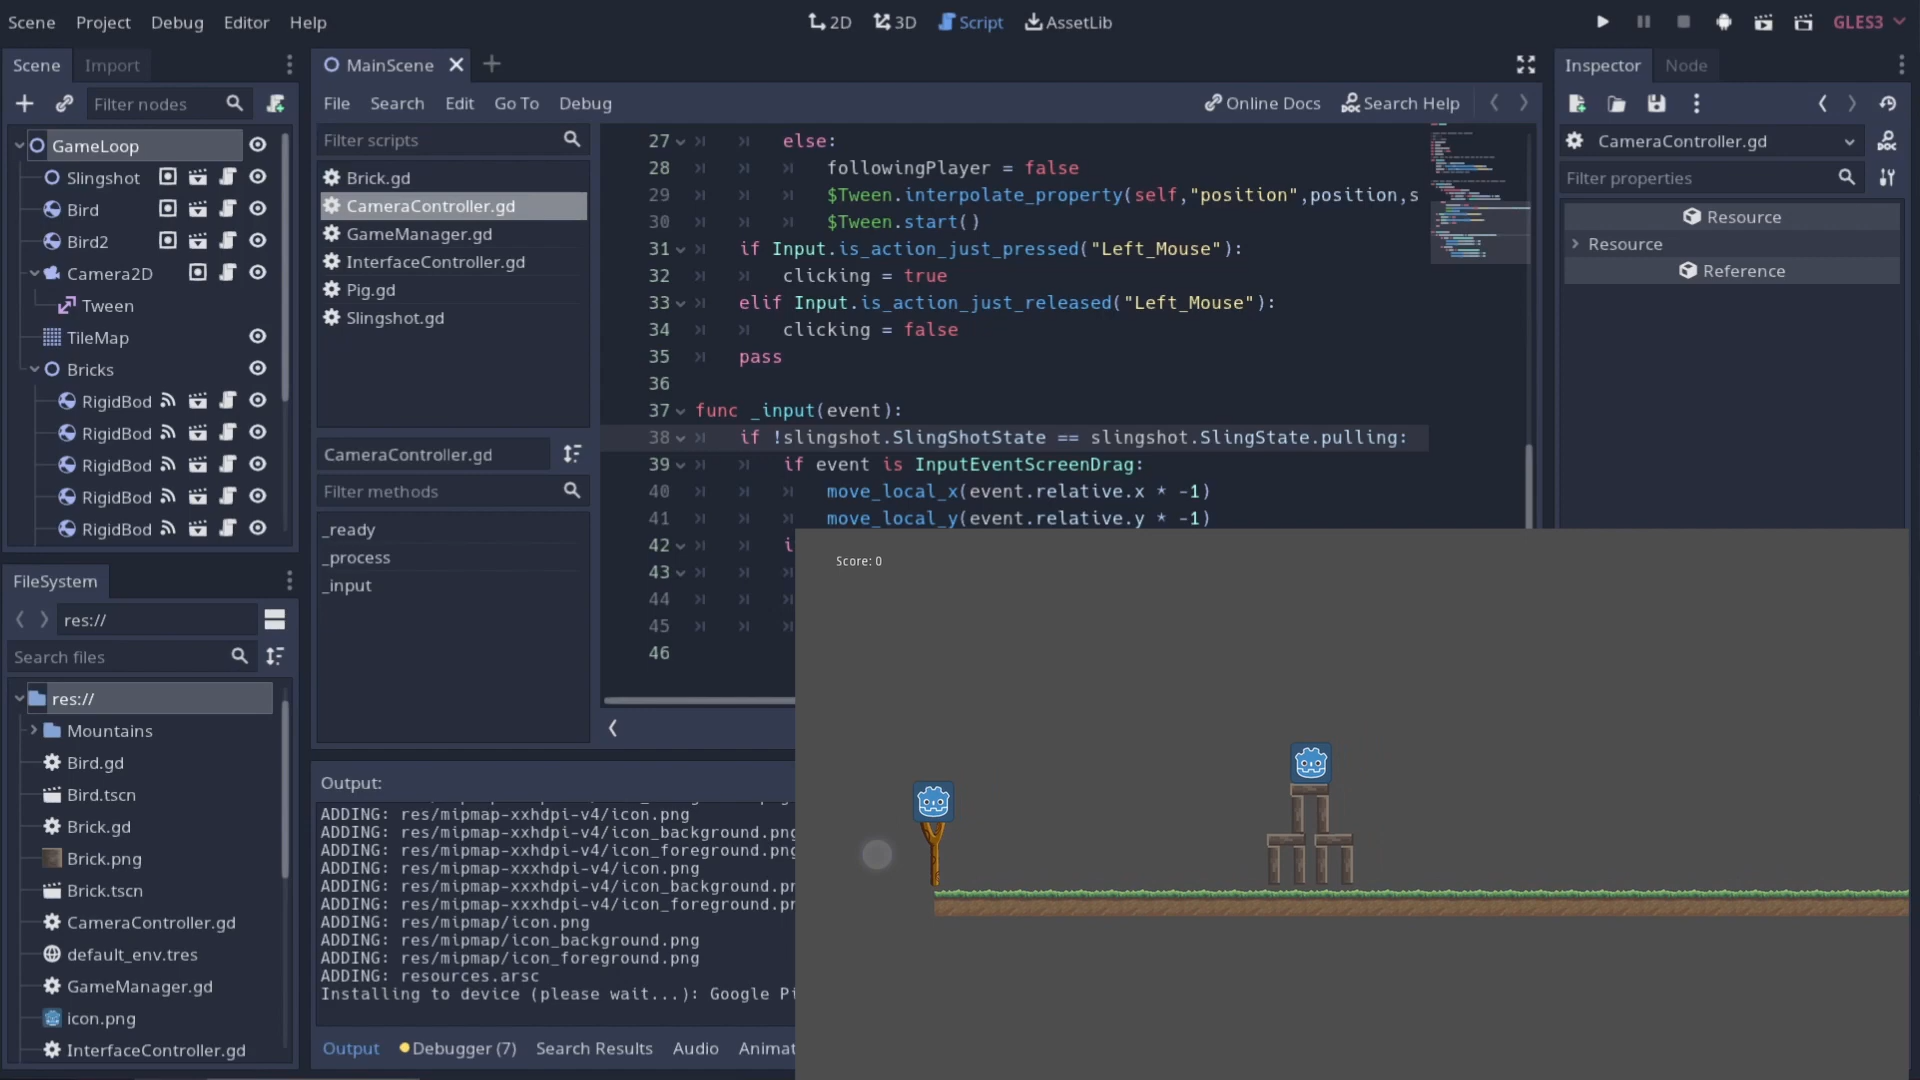 Scene
Project
Debug
Editor
Help
2D
3D
Script
AssetLib
GLES3
Scene
Import
Filter nodes
GameLoop
Slingshot
Bird
Bird2
Camera2D
Tween
TileMap
Bricks
RigidBod
RigidBod
RigidBod
RigidBod
RigidBod
FileSystem
res://
Search files
res://
Mountains
Bird.gd
Bird.tscn
Brick.gd
Brick.png
Brick.tscn
CameraController.gd
default_env.tres
GameManager.gd
icon.png
InterfaceController.gd
MainScene
File
Search
Edit
Go To
Debug
Online Docs
Search Help
Filter scripts
Brick.gd
CameraController.gd
GameManager.gd
InterfaceController.gd
Pig.gd
Slingshot.gd
CameraController.gd
Filter methods
_ready
_process
_input
27 else:
28 followingPlayer = false
29 $Tween.interpolate_property(self,"position",position,s
30 $Tween.start()
31 if Input.is_action_just_pressed("Left_Mouse"):
32 clicking = true
33 elif Input.is_action_just_released("Left_Mouse"):
34 clicking = false
35 pass
36
37 func _input(event):
38 if !slingshot.SlingShotState == slingshot.SlingState.pulling:
39 if event is InputEventScreenDrag:
40 move_local_x(event.relative.x * -1)
41 move_local_y(event.relative.y * -1)
42 i
43
44
45
46
Output:
ADDING: res/mipmap-xxhdpi-v4/icon.png
ADDING: res/mipmap-xxhdpi-v4/icon_background.png
ADDING: res/mipmap-xxhdpi-v4/icon_foreground.png
ADDING: res/mipmap-xxhdpi-v4/icon.png
ADDING: res/mipmap-xxhdpi-v4/icon_background.pn
ADDING: res/mipmap-xxhdpi-v4/icon_foreground.pn
ADDING: res/mipmap/icon.png
ADDING: res/mipmap/icon_background.png
ADDING: res/mipmap/icon_foreground.png
ADDING: resources.arsc
Installing to device (please wait...): Google Pi
Output
Debugger (7)
Search Results
Audio
Animat
Score: 0
Inspector
Node
CameraController.gd
Filter properties
Resource
Resource
Reference